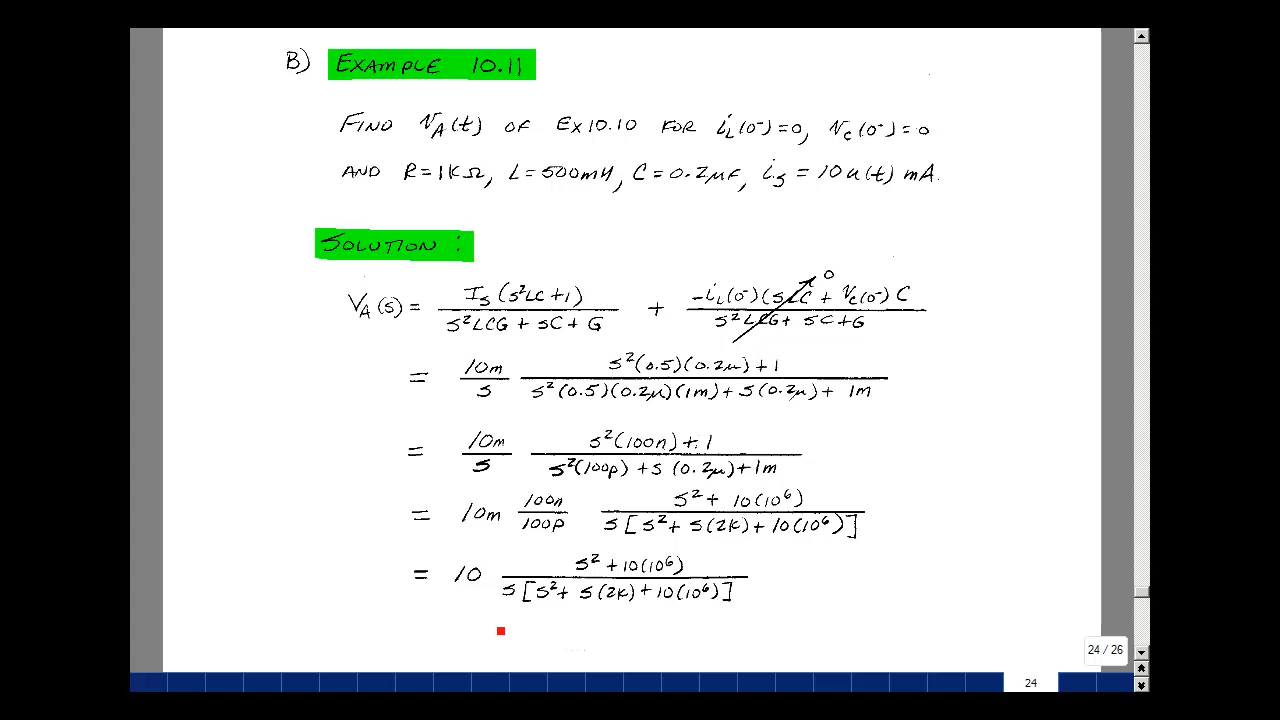 B) EXAMPLE 10.11
FIND V_A(t) OF EX10.10 FOR i_L(0⁻)=0, V_C(0⁻)=0
AND R=1KΩ, L=500mH, C=0.2μF, i_S = 10u(t) mA.
SOLUTION:
V_A(s) = I_S(s²LC+1) / (s²LCG + sC + G) + (-i_L(0⁻)(sLC + V_C(0⁻)C) / (s²LCG + sC + G) 0
= 10m/s (s²(0.5)(0.2μ)+1) / (s²(0.5)(0.2μ)(1m)+s(0.2μ)+ 1m)
= 10m/s (s²(100n)+1) / (s²(100p)+s(0.2μ)+1m)
= 10m 100n/100p (s²+10(10⁶)) / (s[s²+s(2k)+10(10⁶)])
= 10 (s²+10(10⁶)) / (s[s²+s(2k)+10(10⁶)])
24 / 26
24